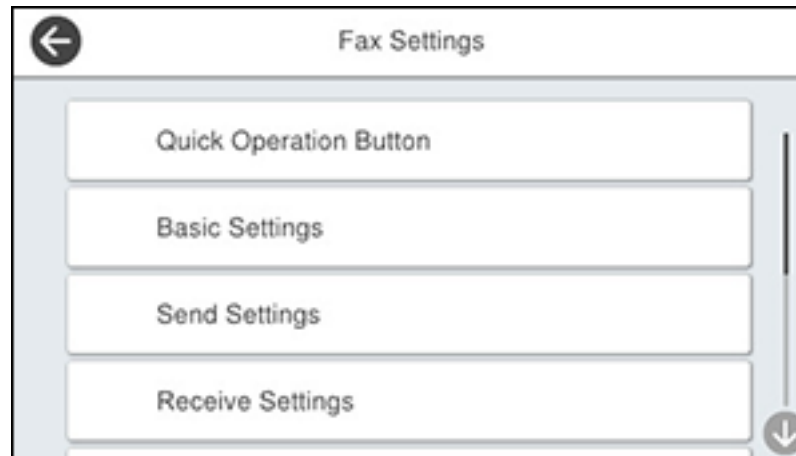 Fax Settings
Quick Operation Button
Basic Settings
Send Settings
Receive Settings